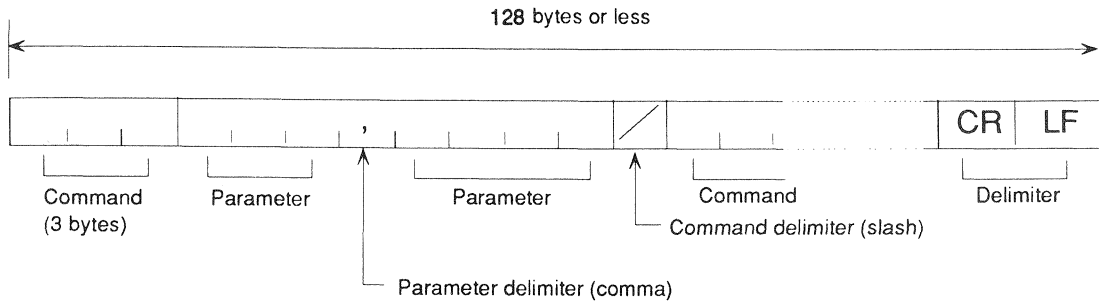 128 bytes or less
, / CR LF
Command Parameter Parameter Command Delimiter
(3 bytes)
Command delimiter (slash)
Parameter delimiter (comma)